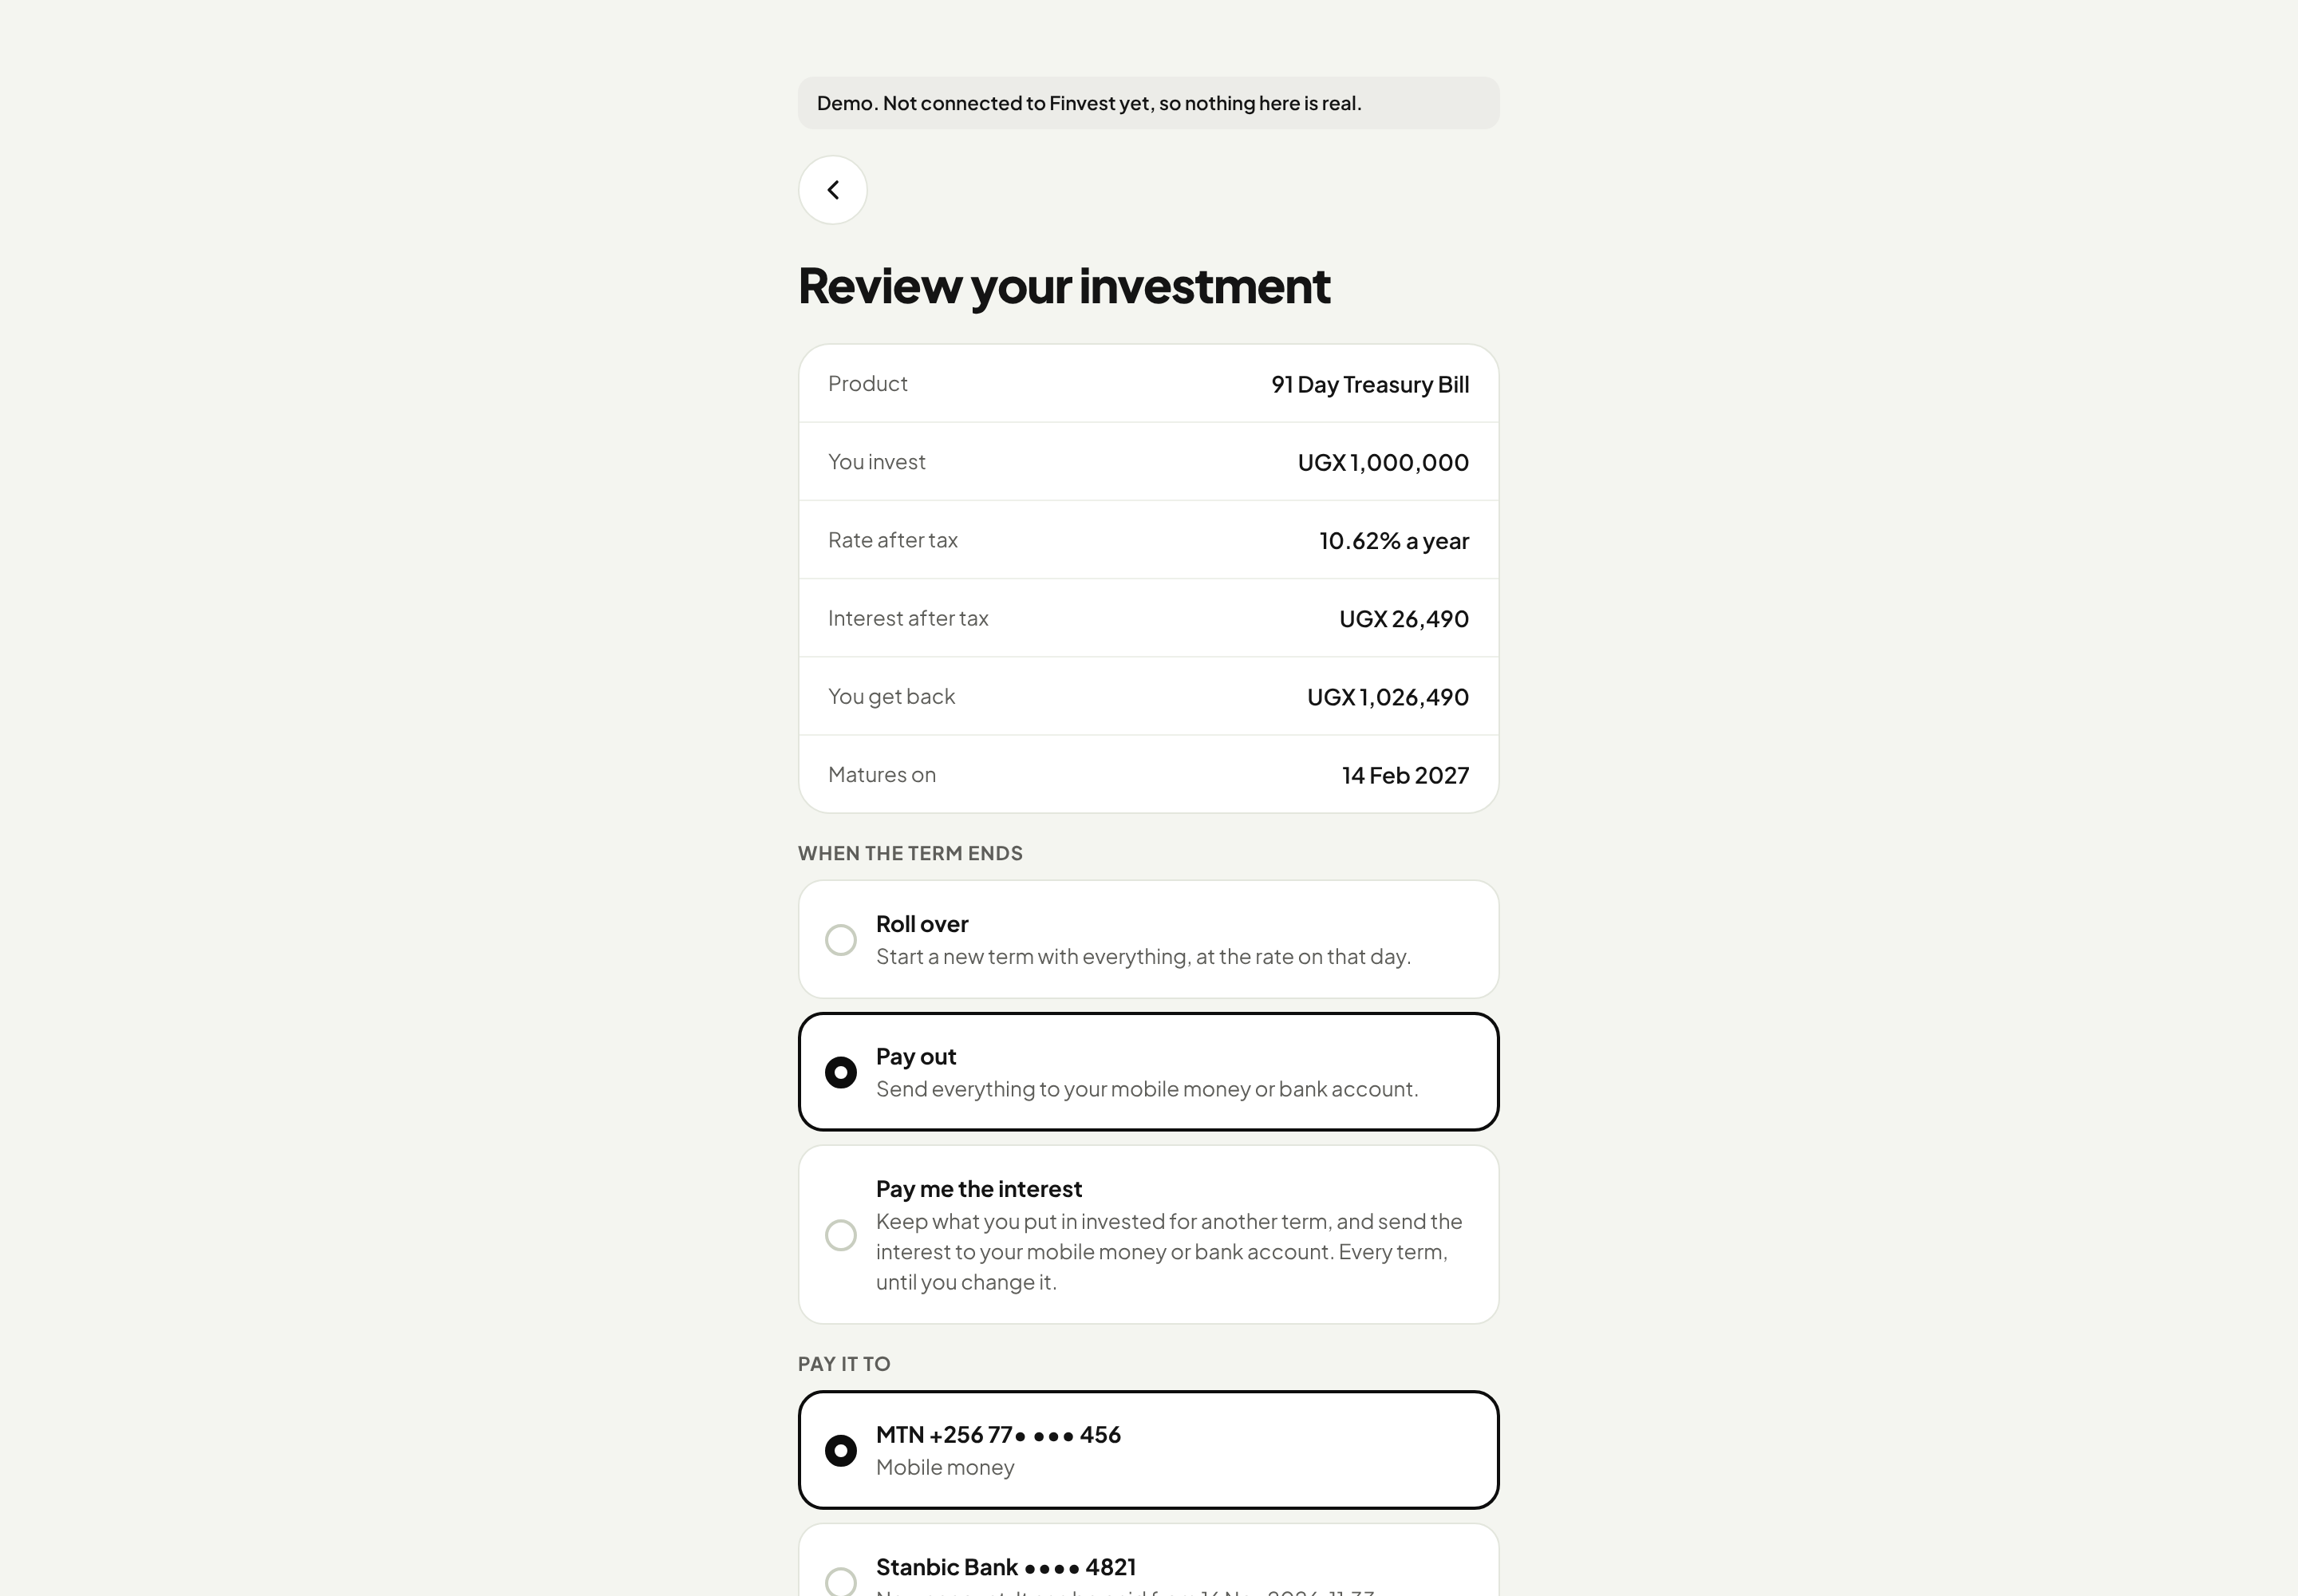 Demo. Not connected to Finvest yet, so nothing here is real.
Review your investment
Product
91 Day Treasury Bill
You invest
UGX 1,000,000
Rate after tax
10.62% a year
Interest after tax
UGX 26,490
You get back
UGX 1,026,490
Matures on
14 Feb 2027
WHEN THE TERM ENDS
Roll over
Start a new term with everything, at the rate on that day.
Pay out
Send everything to your mobile money or bank account.
Pay me the interest
Keep what you put in invested for another term, and send the
interest to your mobile money or bank account. Every term,
until you change it.
PAY IT TO
MTN +256 77• ••• 456
Mobile money
Stanbic Bank •••• 4821